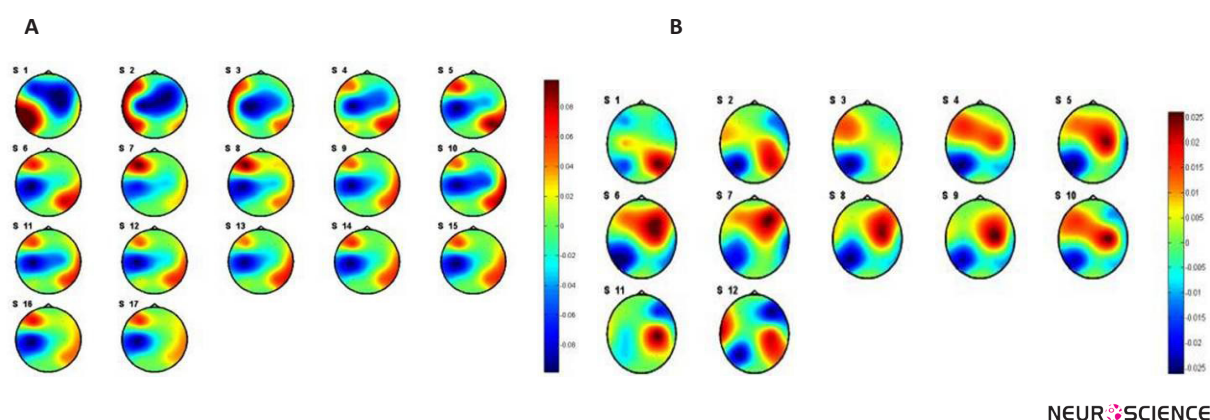 A
B
S 1
S 2
S 3
S 4
S 5
S 6
S 7
S 8
S 9
S 10
S 11
S 12
S 13
S 14
S 15
S 16
S 17
0.08
0.06
0.04
0.02
0
-0.02
-0.04
-0.06
-0.08
S 1
S 2
S 3
S 4
S 5
S 6
S 7
S 8
S 9
S 10
S 11
S 12
0.025
0.02
0.015
0.01
0.005
0
-0.005
-0.01
-0.015
-0.02
-0.025
NEUROSCIENCE